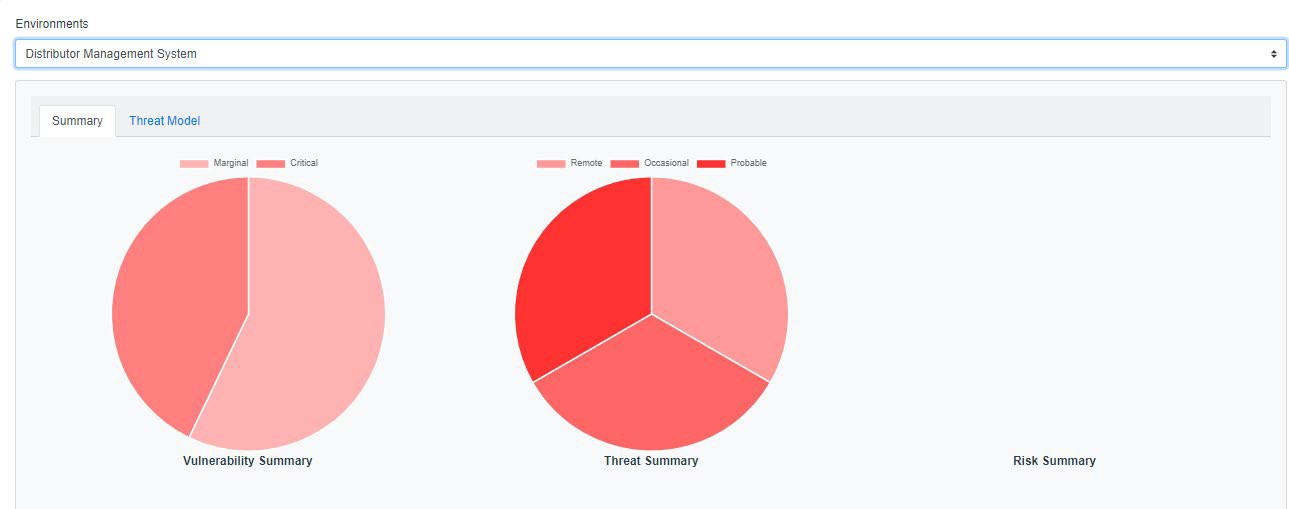 Environments
Distributor Management System
Summary Threat Model
Marginal Critical
Remote Occasional Probable
Vulnerability Summary
Threat Summary
Risk Summary